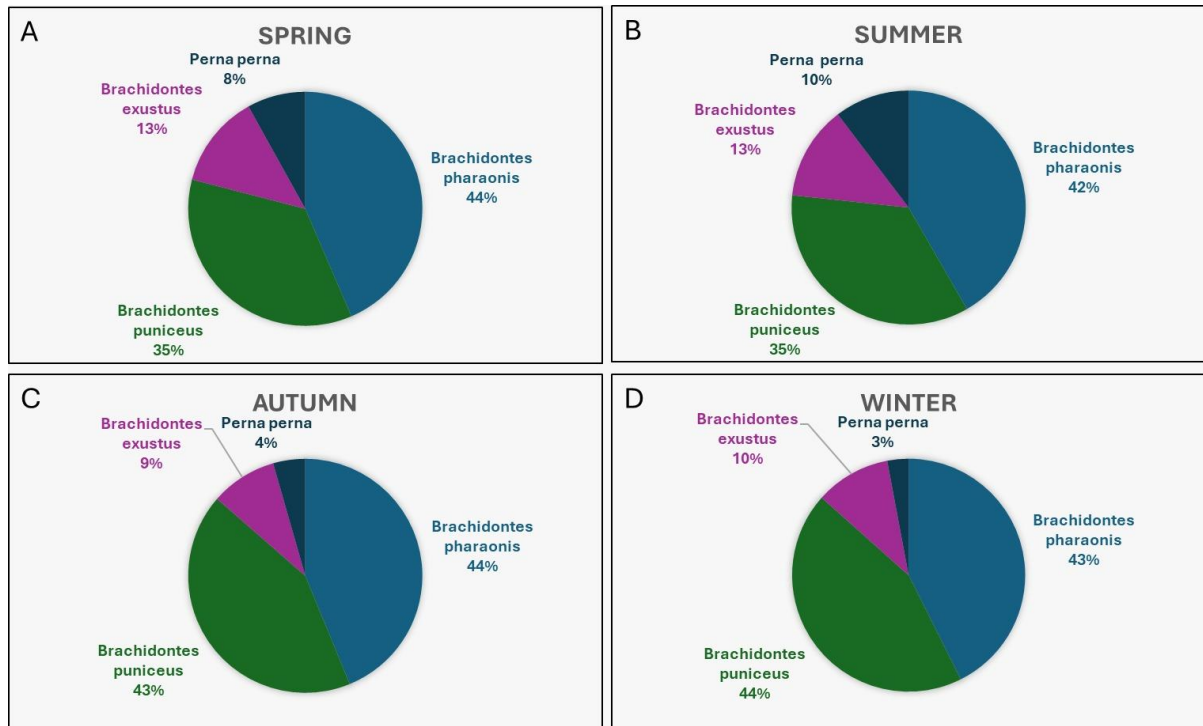 A
SPRING
Perna perna
8%
Brachidontes
exustus
13%
Brachidontes
pharaonis
44%
Brachidontes
puniceus
35%
B
SUMMER
Perna perna
10%
Brachidontes
exustus
13%
Brachidontes
pharaonis
42%
Brachidontes
puniceus
35%
C
AUTUMN
Brachidontes
exustus
9%
Perna perna
4%
Brachidontes
pharaonis
44%
Brachidontes
puniceus
43%
D
WINTER
Brachidontes
exustus
10%
Perna perna
3%
Brachidontes
pharaonis
43%
Brachidontes
puniceus
44%